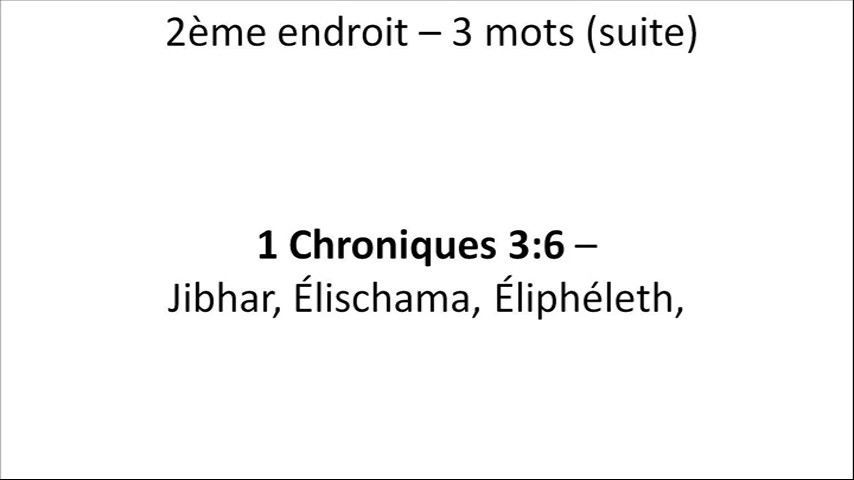 2ème endroit – 3 mots (suite)
1 Chroniques 3:6 –
Jibhar, Élischama, Éliphéleth,